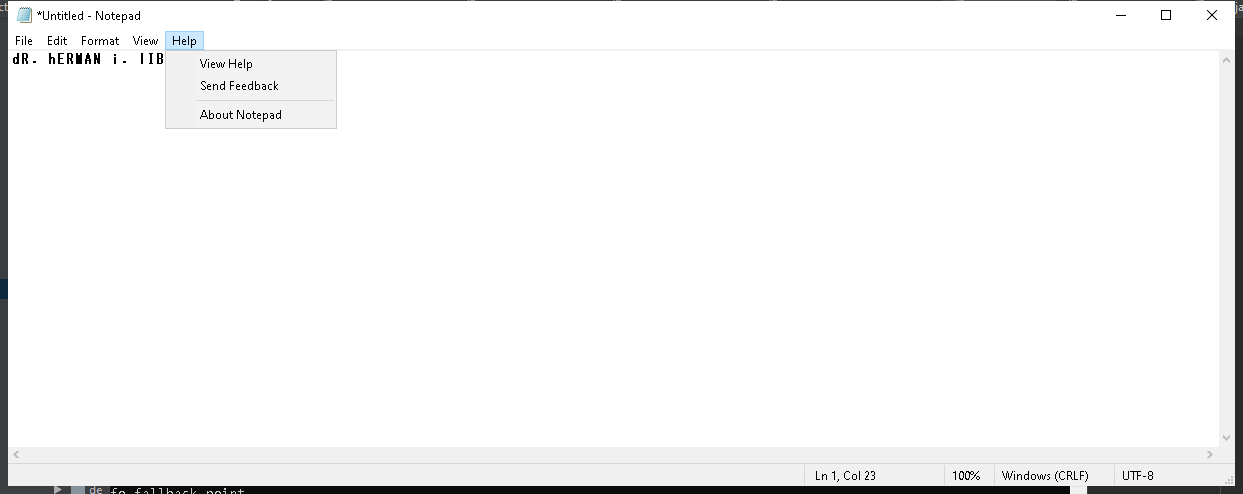 *Untitled - Notepad
File Edit Format View Help
dR. hERMAN i. lIB
View Help
Send Feedback
About Notepad
Ln 1, Col 23 100% Windows (CRLF) UTF-8
de fo fallback point